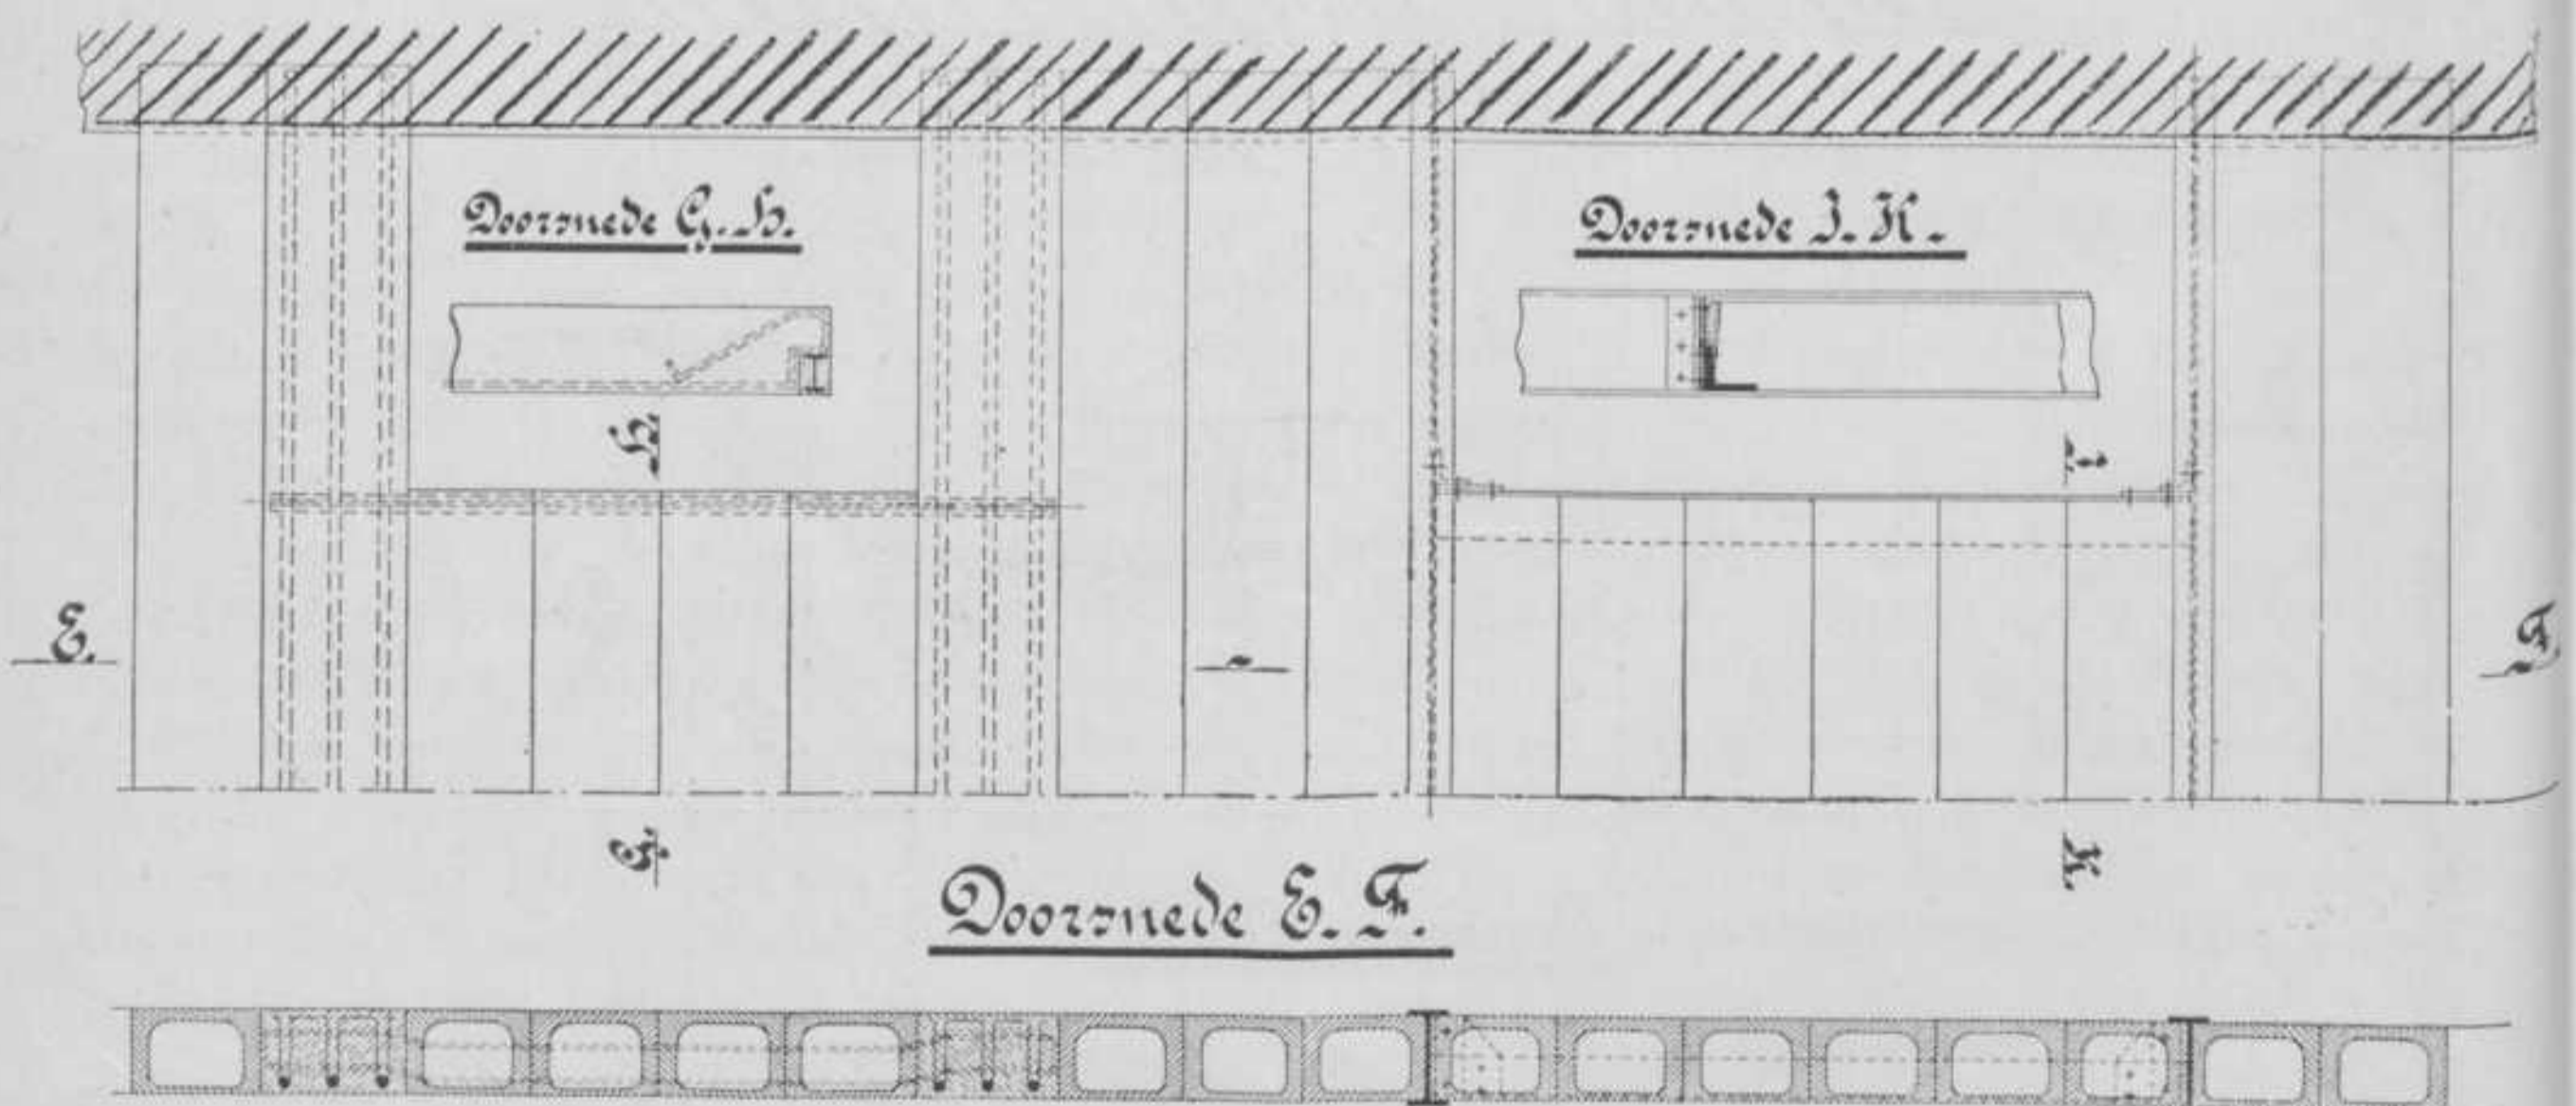 Doorsnede G. H.
Doorsnede J. K.
H.
J.
E.
F.
G.
K.
Doorsnede E. F.